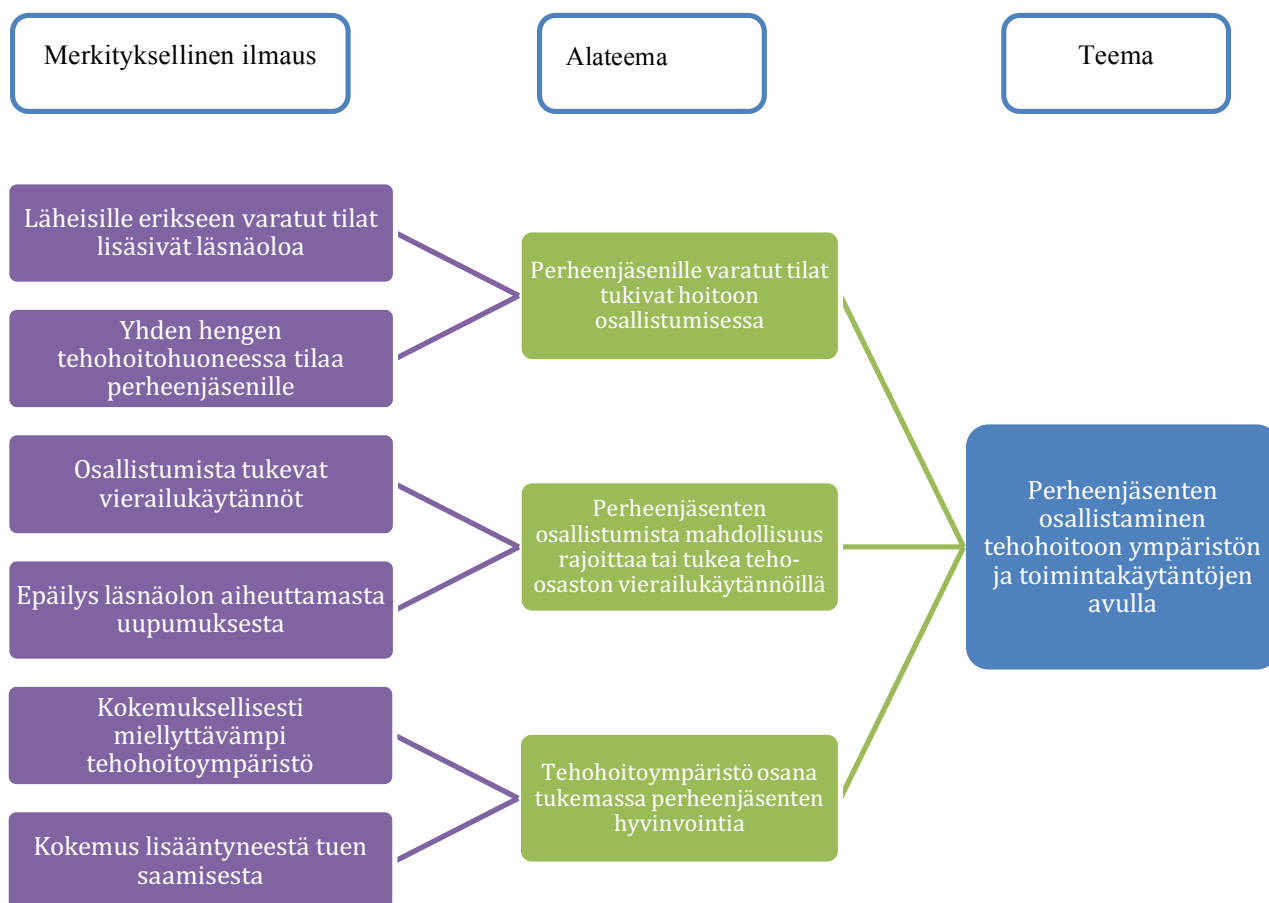 Merkityksellinen ilmaus
Alateema
Teema
Läheisille erikseen varatut tilat
lisäsivät läsnäoloa
Yhden hengen
tehohoitohuoneessa tilaa
perheenjäsenille
Osallistumista tukevat
vierailukäytännöt
Epäilys läsnäolon aiheuttamasta
uupumuksesta
Kokemuksellisesti
miellyttävämpi
tehohoitoympäristö
Kokemus lisääntyneestä tuen
saamisesta
Perheenjäsenille varatut tilat
tukivat hoitoon
osallistumisessa
Perheenjäsenten
osallistumista mahdollisuus
rajoittaa tai tukea teho-
osaston vierailukäytännöillä
Tehohoitoympäristö osana
tukemassa perheenjäsenten
hyvinvointia
Perheenjäsenten
osallistaminen
tehohoitoon ympäristön
ja toimintakäytäntöjen
avulla